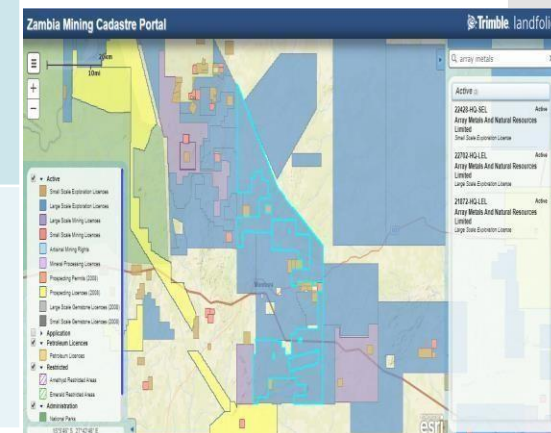 Zambia Mining Cadastre Portal
Trimble landfolio
20km
10mi
array metals
Active
22428-HQ-SEL Active
Array Metals And Natural Resources
Limited
Small Scale Exploration Licence
22702-HQ-LEL Active
Array Metals And Natural Resources
Limited
Large Scale Exploration Licence
21872-HQ-LEL Active
Array Metals And Natural Resources
Limited
Large Scale Exploration Licence
Active
Small Scale Exploration Licences
Large Scale Exploration Licences
Large Scale Mining Licences
Small Scale Mining Licences
Artisinal Mining Rights
Mineral Processing Licences
Prospecting Permits (2008)
Prospecting Licences (2008)
Large Scale Gemstone Licences (2008)
Small Scale Gemstone Licences (2008)
Application
Petroleum Licences
Petroleum Licences
Restricted
Amethyst Restricted Areas
Emerald Restricted Areas
Administration
National Parks
esri